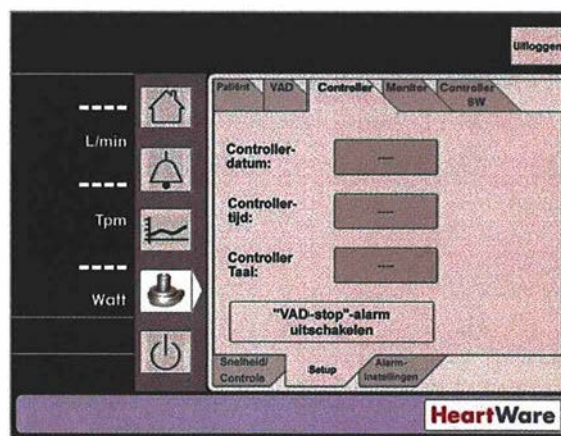 Uitloggen
Patiënt
VAD
Controller
Monitor
Controller
SW
----
L/min
----
Tpm
----
Watt
Controller-
datum:
----
Controller-
tijd:
----
Controller
Taal:
----
"VAD-stop"-alarm
uitschakelen
Snelheid/
Controle
Setup
Alarm-
instellingen
HeartWare